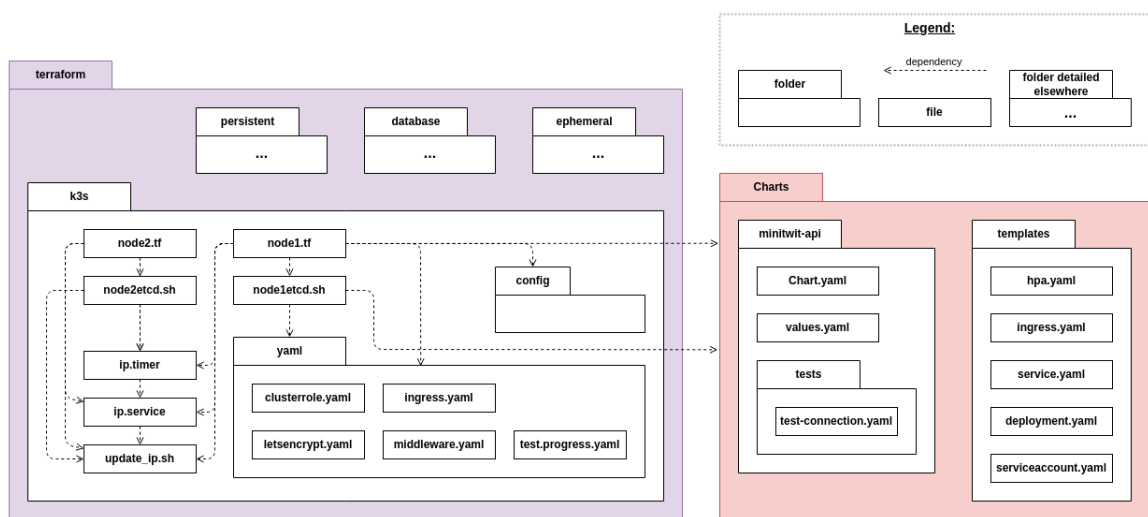 Legend:
dependency
folder
file
folder detailed
elsewhere
...
terraform
persistent
...
database
...
ephemeral
...
k3s
node2.tf
node1.tf
node2etcd.sh
node1etcd.sh
config
ip.timer
yaml
ip.service
clusterrole.yaml
ingress.yaml
update_ip.sh
letsencrypt.yaml
middleware.yaml
test.progress.yaml
Charts
minitwit-api
Chart.yaml
values.yaml
tests
test-connection.yaml
templates
hpa.yaml
ingress.yaml
service.yaml
deployment.yaml
serviceaccount.yaml